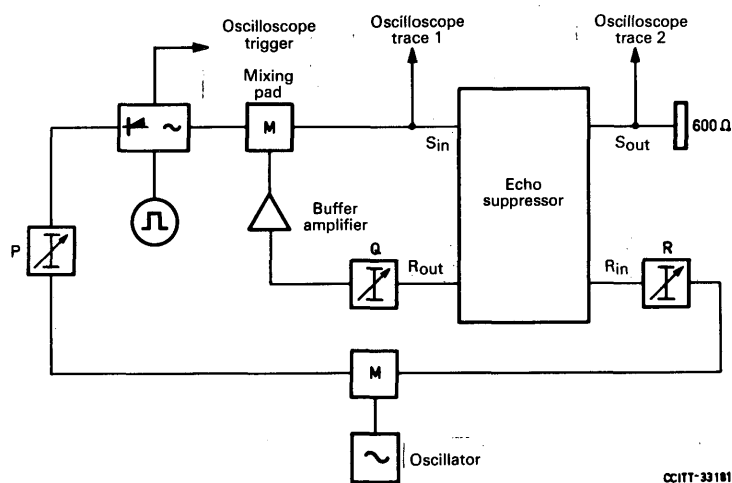 Oscilloscope
trigger
Oscilloscope
trace 1
Oscilloscope
trace 2
Mixing
pad
M
Sin
Sout
600 Ω
Echo
suppressor
Buffer
amplifier
P
Q
Rout
Rin
R
M
Oscillator
CCITT-33181